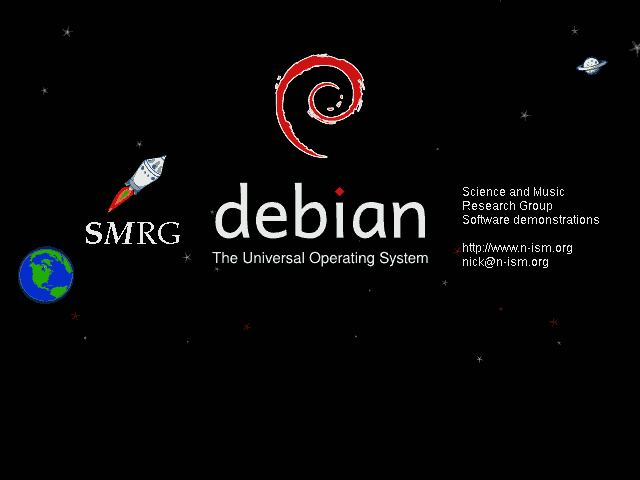 SMRG
debian
The Universal Operating System
Science and Music
Research Group
Software demonstrations
http://www.n-ism.org
nick@n-ism.org